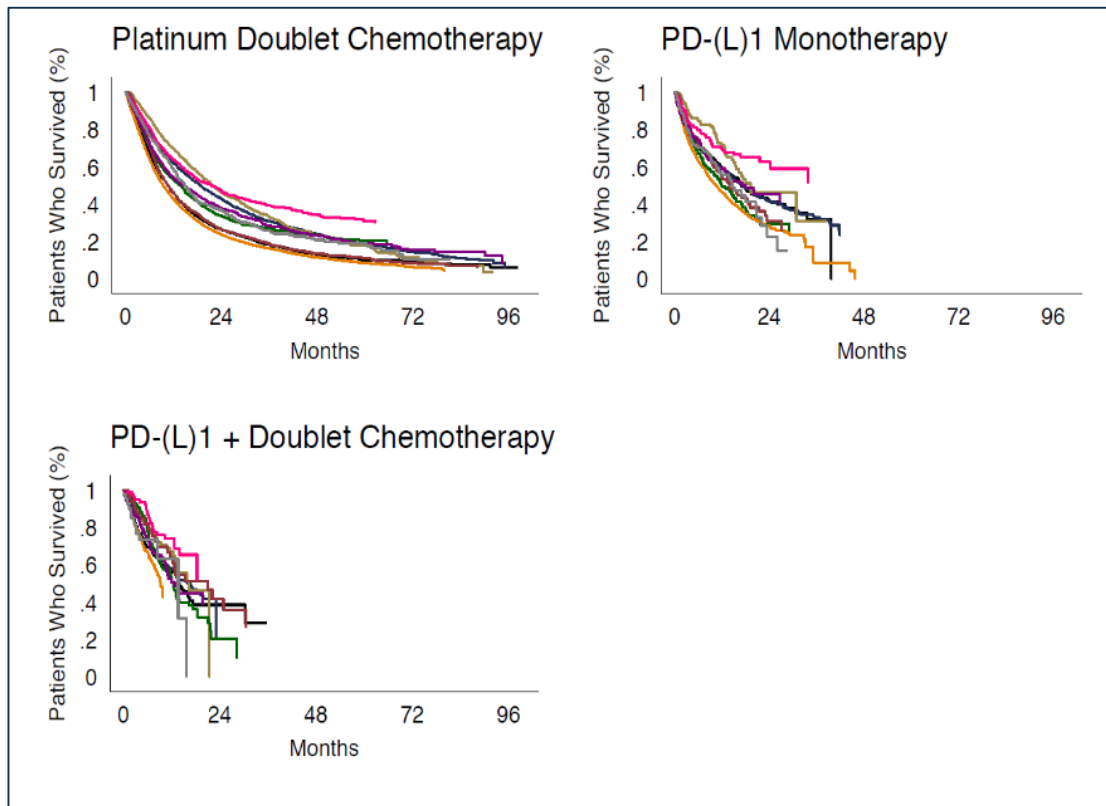 Platinum Doublet Chemotherapy
Patients Who Survived (%)
1
.8
.6
.4
.2
0
0 24 48 72 96
Months
PD-(L)1 Monotherapy
Patients Who Survived (%)
1
.8
.6
.4
.2
0
0 24 48 72 96
Months
PD-(L)1 + Doublet Chemotherapy
Patients Who Survived (%)
1
.8
.6
.4
.2
0
0 24 48 72 96
Months